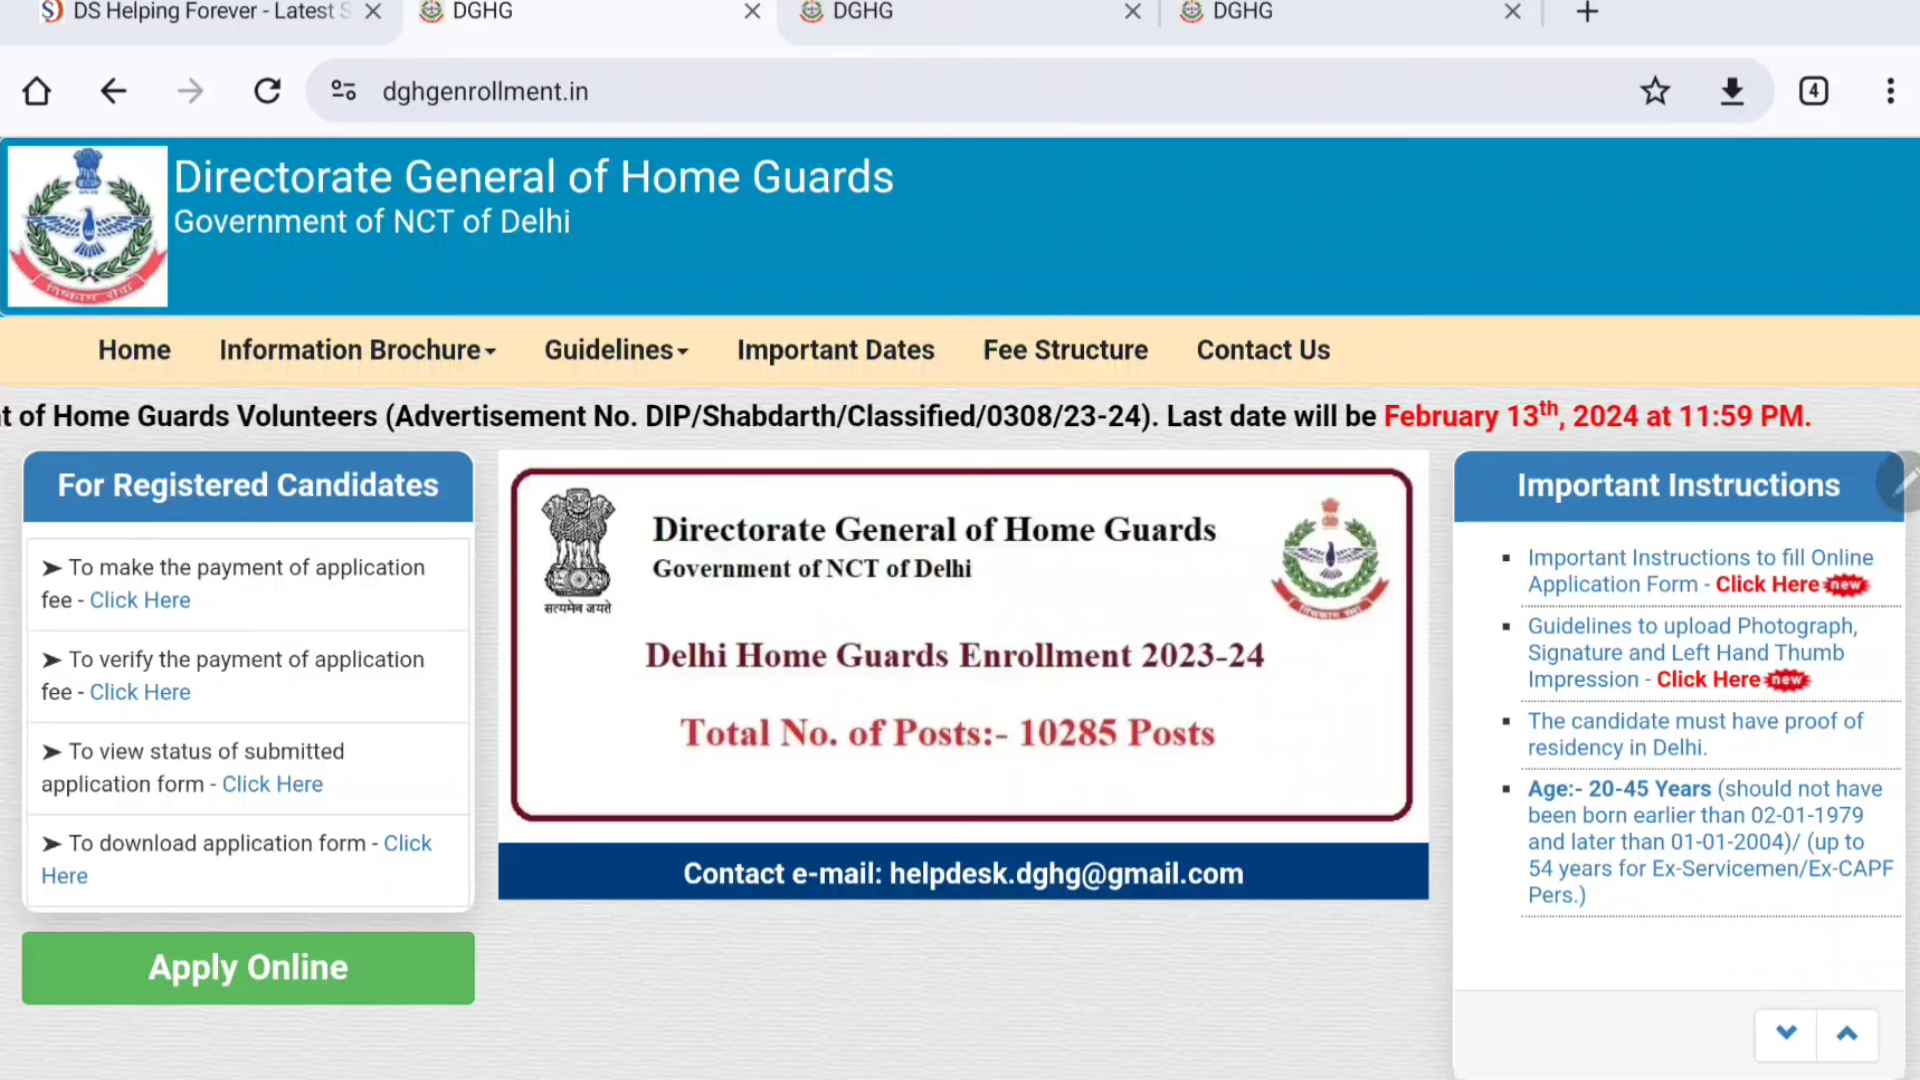 DS Helping Forever - Latest S
DGHG
DGHG
DGHG
dghgenrollment.in
4
Directorate General of Home Guards
Government of NCT of Delhi
निष्काम सेवा
Home
Information Brochure
Guidelines
Important Dates
Fee Structure
Contact Us
t of Home Guards Volunteers (Advertisement No. DIP/Shabdarth/Classified/0308/23-24). Last date will be February 13th, 2024 at 11:59 PM.
For Registered Candidates
➤ To make the payment of application
fee - Click Here
➤ To verify the payment of application
fee - Click Here
➤ To view status of submitted
application form - Click Here
➤ To download application form - Click
Here
Apply Online
Directorate General of Home Guards
Government of NCT of Delhi
सत्यमेव जयते
Delhi Home Guards Enrollment 2023-24
Total No. of Posts:- 10285 Posts
Contact e-mail: helpdesk.dghg@gmail.com
Important Instructions
▪ Important Instructions to fill Online
Application Form - Click Here new
▪ Guidelines to upload Photograph,
Signature and Left Hand Thumb
Impression - Click Here new
▪ The candidate must have proof of
residency in Delhi.
▪ Age:- 20-45 Years (should not have
been born earlier than 02-01-1979
and later than 01-01-2004)/ (up to
54 years for Ex-Servicemen/Ex-CAPF
Pers.)